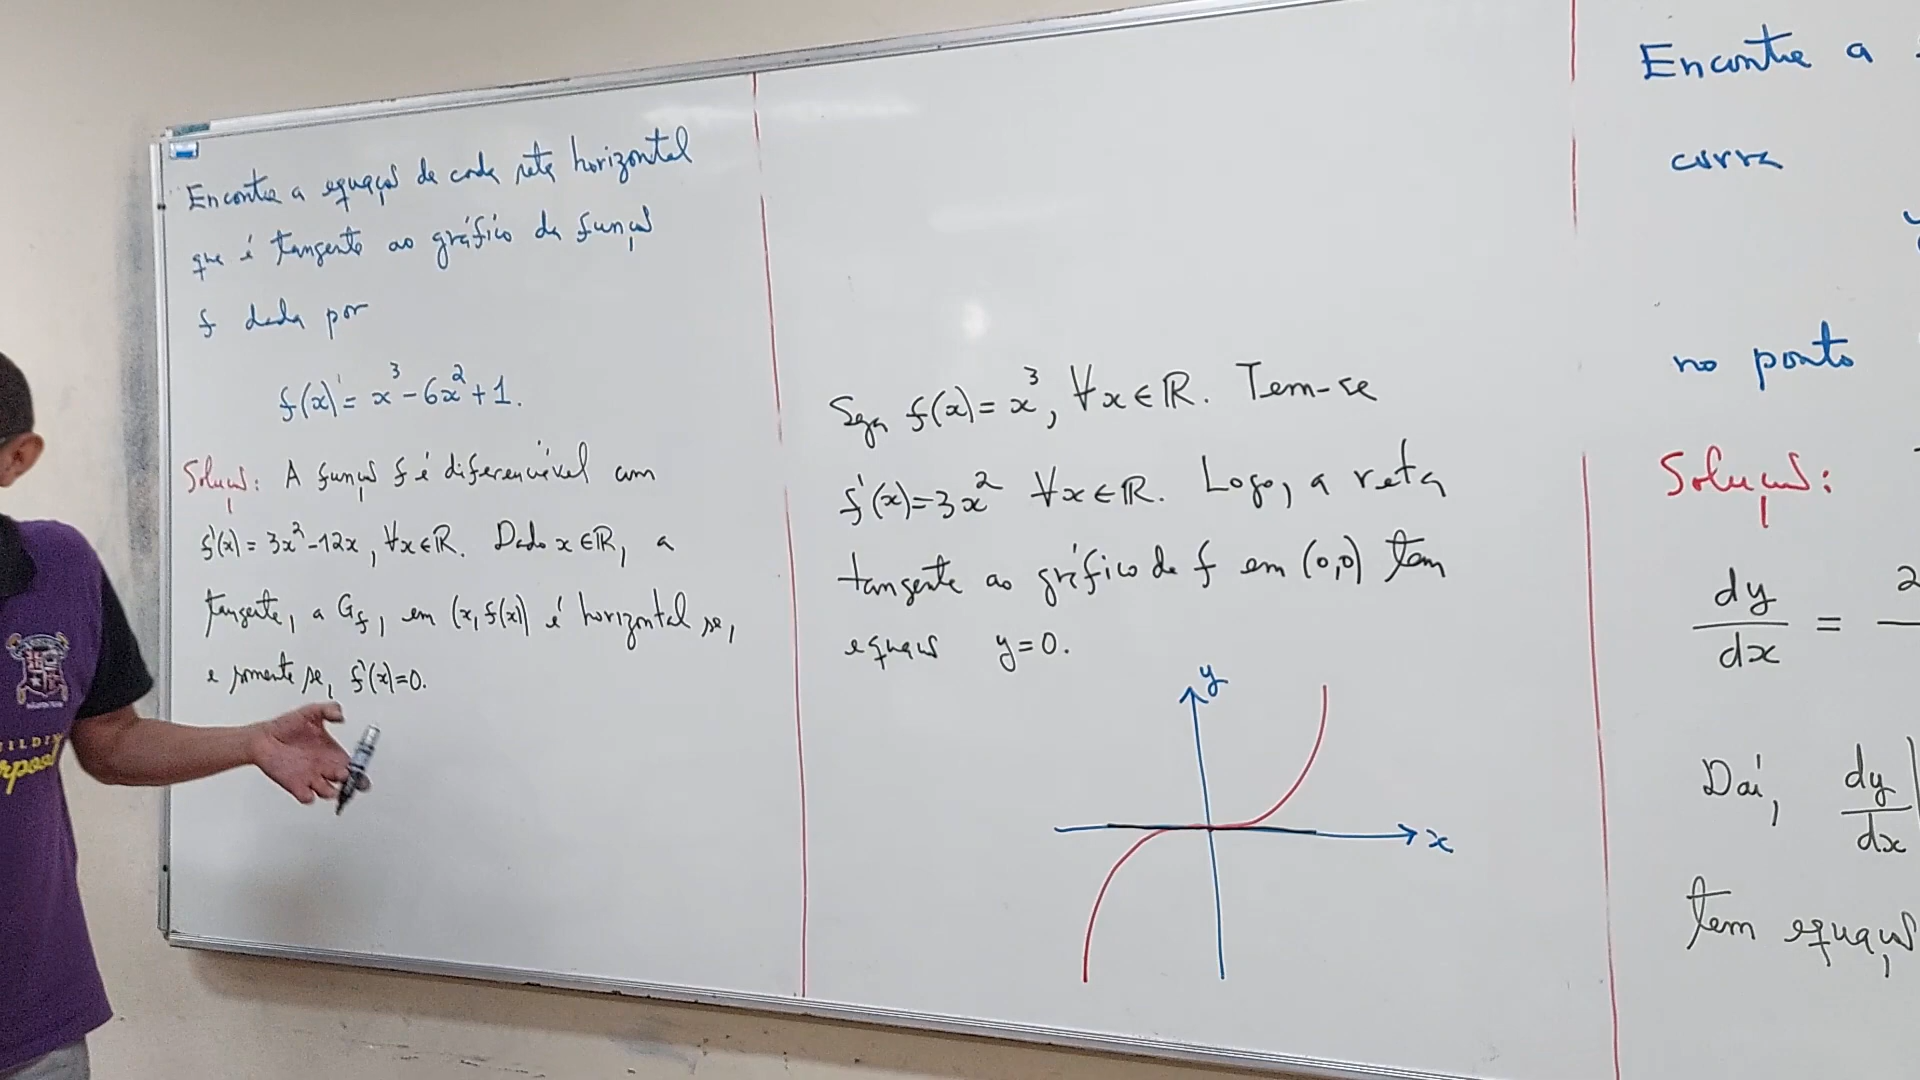 Encontre a equação de cada reta horizontal
que é tangente ao gráfico da função
f dada por
f(x) = x³ - 6x² + 1.
Solução: A função f é diferenciável com
f'(x) = 3x² - 12x, ∀x∈ℝ. Dado x∈ℝ, a
tangente, a G_f, em (x, f(x)) é horizontal se,
e somente se, f'(x)=0.
Seja f(x) = x³, ∀x∈ℝ. Tem-se
f'(x) = 3x² ∀x∈ℝ. Logo, a reta
tangente ao gráfico de f em (0,0) tem
equação y=0.
y
x
Encontre a
curva
no ponto
Solução:
dy/dx = 2
Daí, dy/dx|
tem equação